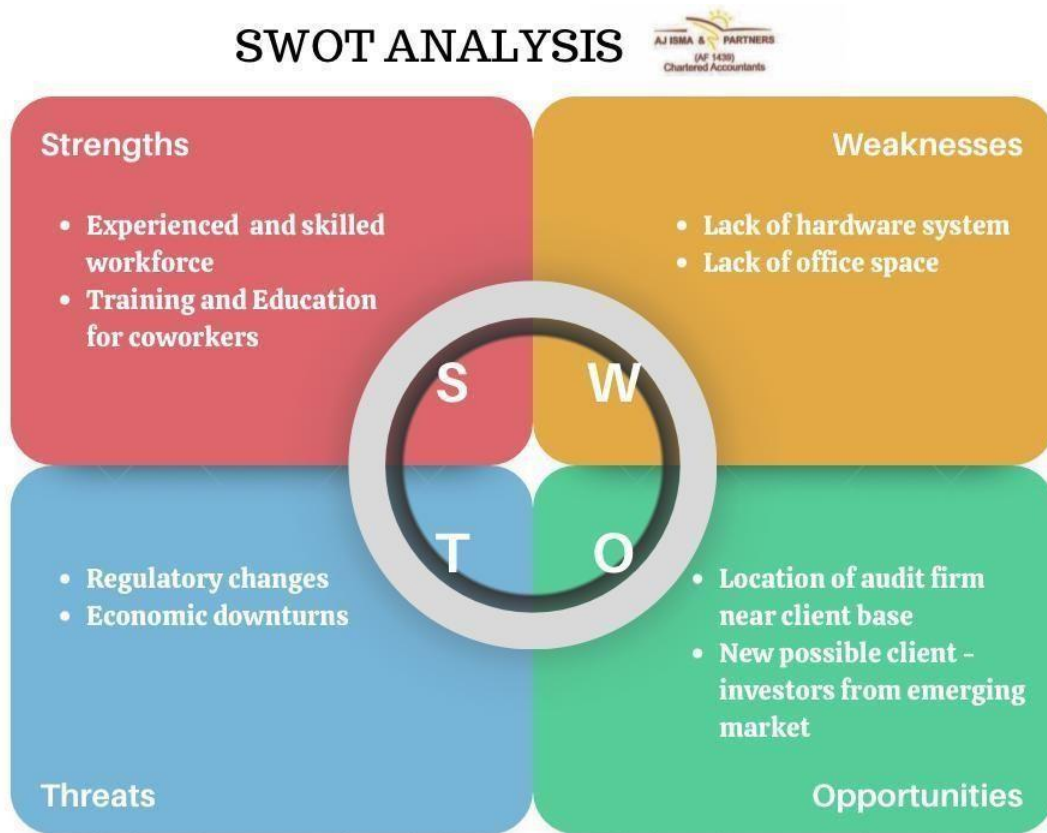 SWOT ANALYSIS
AJ ISMA & PARTNERS
(AF 1439)
Chartered Accountants
Strengths
• Experienced and skilled
workforce
• Training and Education
for coworkers
Weaknesses
• Lack of hardware system
• Lack of office space
S
W
T
O
• Regulatory changes
• Economic downturns
Threats
• Location of audit firm
near client base
• New possible client -
investors from emerging
market
Opportunities